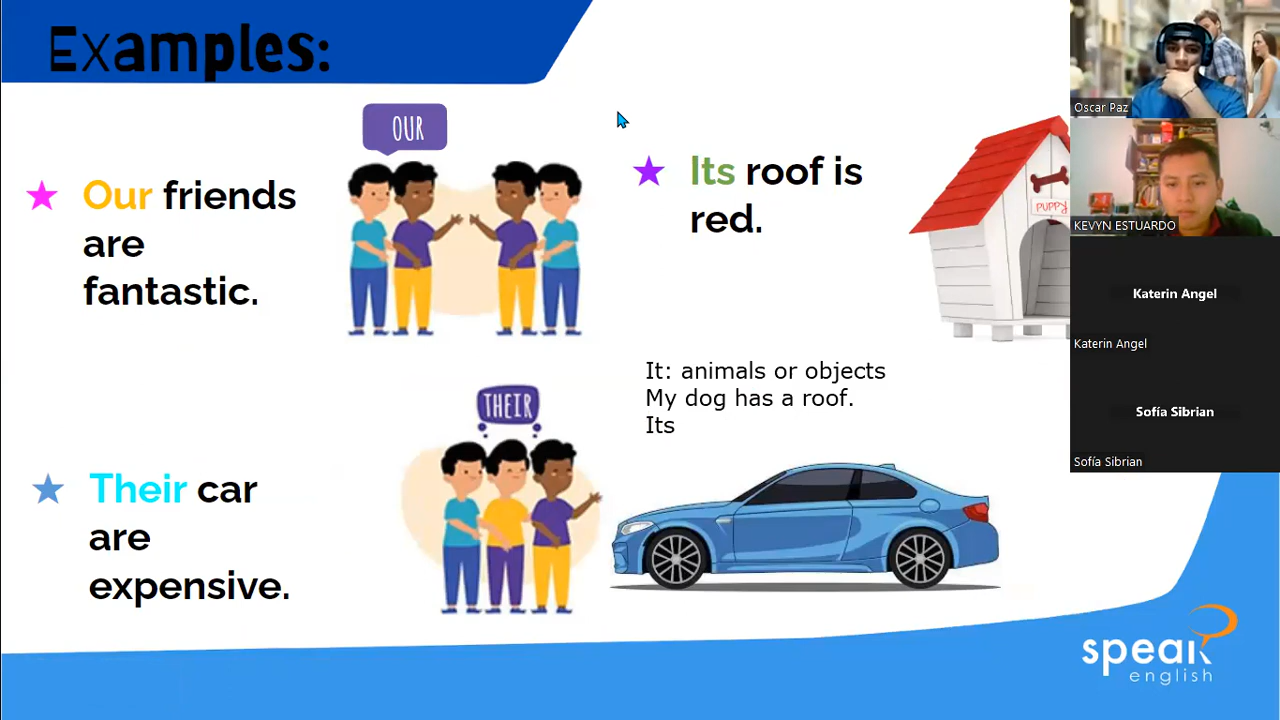 Examples:
OUR
Our friends
are
fantastic.
Its roof is
red.
PUPPY
It: animals or objects
My dog has a roof.
Its
THEIR
Their car
are
expensive.
speak
english
Oscar Paz
KEVYN ESTUARDO
Katerin Angel
Katerin Angel
Sofía Sibrian
Sofía Sibrian